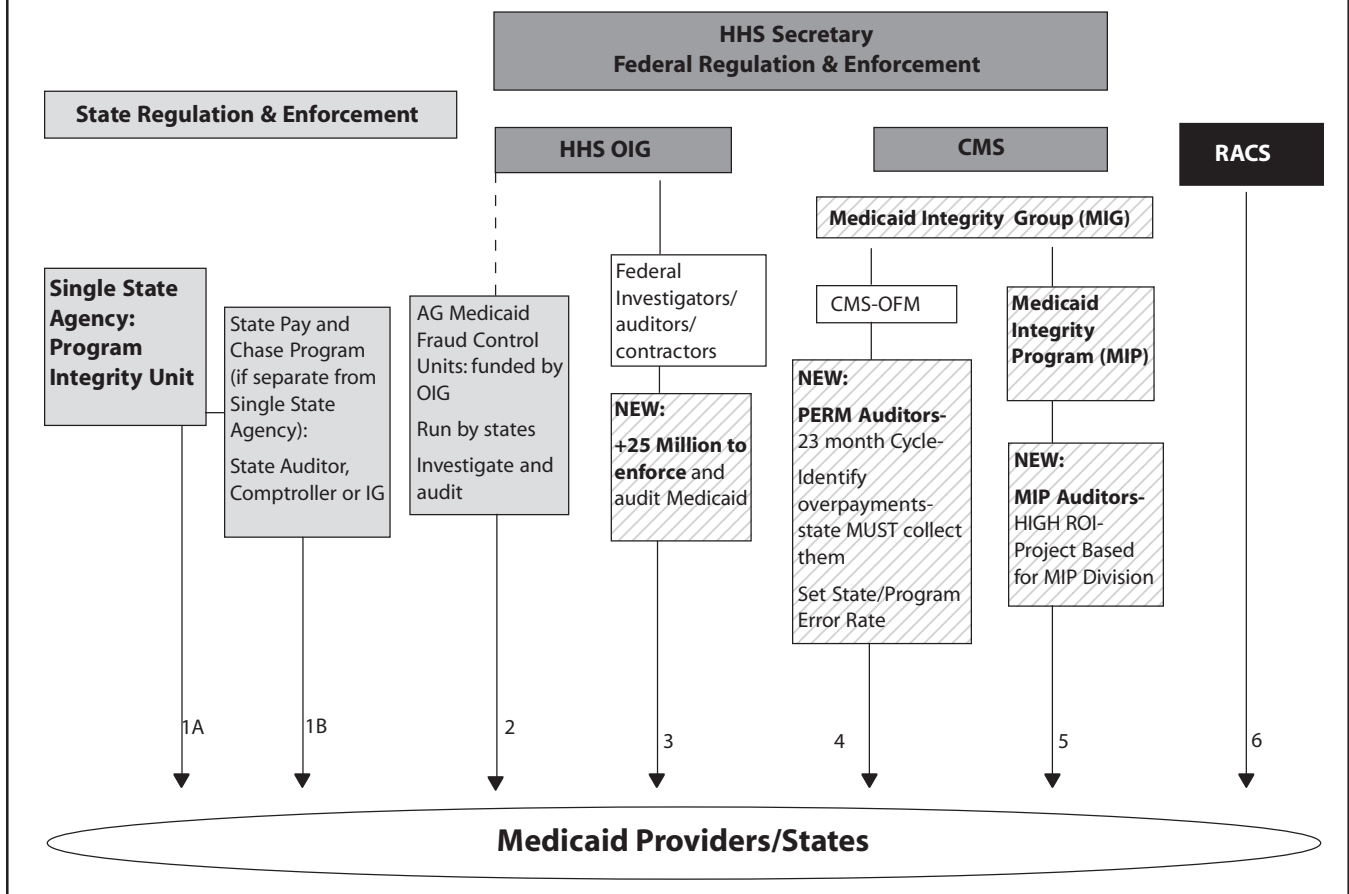 HHS Secretary
Federal Regulation & Enforcement
State Regulation & Enforcement
HHS OIG
CMS
RACS
Medicaid Integrity Group (MIG)
Single State
Agency:
Program
Integrity Unit
State Pay and
Chase Program
(if separate from
Single State
Agency):
State Auditor,
Comptroller or IG
AG Medicaid
Fraud Control
Units: funded by
OIG
Run by states
Investigate and
audit
Federal
Investigators/
auditors/
contractors
NEW:
+25 Million to
enforce and
audit Medicaid
CMS-OFM
NEW:
PERM Auditors-
23 month Cycle-
Identify
overpayments-
state MUST collect
them
Set State/Program
Error Rate
Medicaid
Integrity
Program (MIP)
NEW:
MIP Auditors-
HIGH ROI-
Project Based
for MIP Division
1A
1B
2
3
4
5
6
Medicaid Providers/States